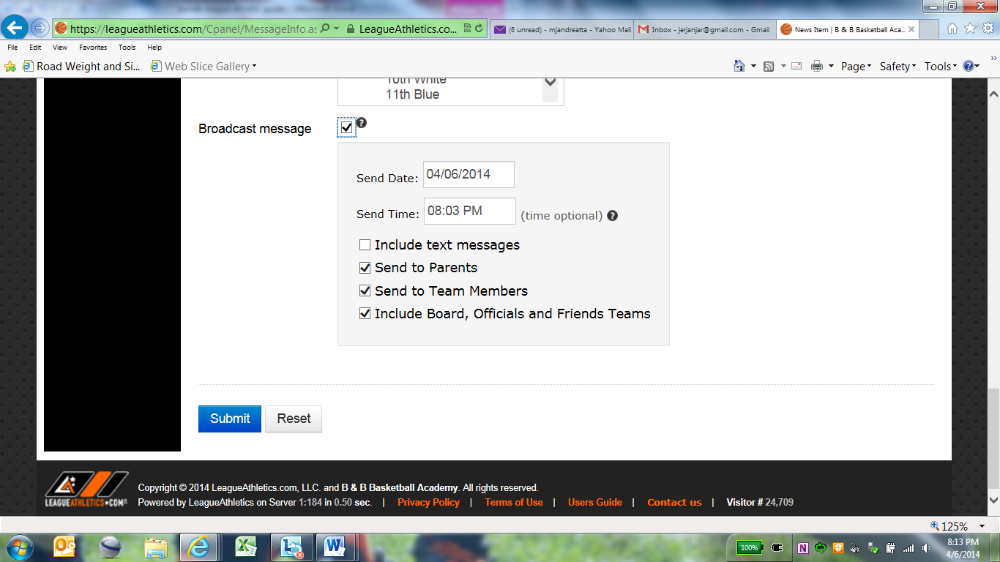 https://leagueathletics.com/Cpanel/MessageInfo.as
LeagueAthletics.co...
(6 unread) - mjandreatta - Yahoo Mail
Inbox - jerjanjar@gmail.com - Gmail
News Item | B & B Basketball Aca...
File Edit View Favorites Tools Help
Road Weight and Si...
Web Slice Gallery
Page Safety Tools
10th White
11th Blue
Broadcast message
Send Date: 04/06/2014
Send Time: 08:03 PM (time optional)
Include text messages
Send to Parents
Send to Team Members
Include Board, Officials and Friends Teams
Submit Reset
LEAGUEATHLETICS.COM
Copyright © 2014 LeagueAthletics.com, LLC. and B & B Basketball Academy. All rights reserved.
Powered by LeagueAthletics on Server 1:184 in 0.50 sec. | Privacy Policy | Terms of Use | Users Guide | Contact us | Visitor # 24,709
125%
100%
8:13 PM
4/6/2014